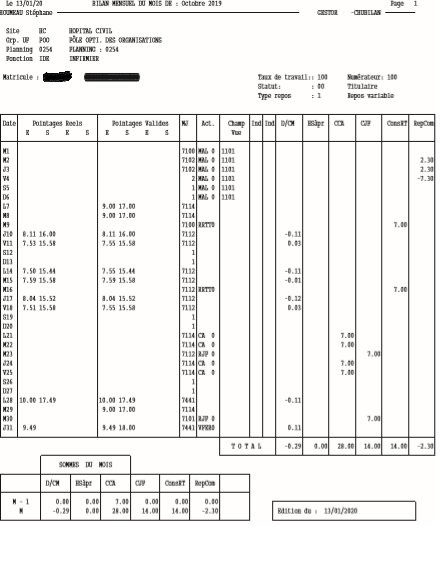 Le 13/01/20 BILAN MENSUEL DU MOIS DE : Octobre 2019 Page 1
ROUMEAU Stéphane GESTOR -CHUBILAN
Site HC HOPITAL CIVIL
Grp. UF POO PÔLE OPTI. DES ORGANISATIONS
Planning 0254 PLANNING : 0254
Fonction IDE INFIRMIER
Matricule : Taux de travail:: 100 Numérateur: 100
Statut: : 00 Titulaire
Type repos : 1 Repos variable
Date Pointages Reels Pointages Valides MJ Act. Champ Ind Ind D/CM HSàpr CCA CJF ConsRT RepCom
E S E S E S E S Vue
M1 7100 MAL 0 1101
M2 7102 MAL 0 1101 2.30
J3 7102 MAL 0 1101 2.30
V4 2 MAL 0 1101 -7.30
S5 1 MAL 0 1101
D6 1 MAL 0 1101
L7 9.00 17.00 7114
M8 9.00 17.00 7114
M9 7100 RRTT0 7.00
J10 8.11 16.00 8.11 16.00 7112 -0.11
V11 7.53 15.58 7.55 15.58 7112 0.03
S12 1
D13 1
L14 7.50 15.44 7.55 15.44 7112 -0.11
M15 7.59 15.58 7.59 15.58 7112 -0.01
M16 7112 RRTT0 7.00
J17 8.04 15.52 8.04 15.52 7112 -0.12
V18 7.51 15.58 7.55 15.58 7112 0.03
S19 1
D20 1
L21 7114 CA 0 7.00
M22 7114 CA 0 7.00
M23 7112 RJF 0 7.00
J24 7114 CA 0 7.00
V25 7114 CA 0 7.00
S26 1
D27 1
L28 10.00 17.49 10.00 17.49 7441 -0.11
M29 9.00 17.00 7114
M30 7101 RJF 0 7.00
J31 9.49 9.49 18.00 7441 VPER0 0.11
T O T A L -0.29 0.00 28.00 14.00 14.00 -2.30
SOMMES DU MOIS
D/CM HSàpr CCA CJF ConsRT RepCom
M - 1 0.00 0.00 7.00 0.00 0.00 0.00
M -0.29 0.00 28.00 14.00 14.00 -2.30
Edition du : 13/01/2020